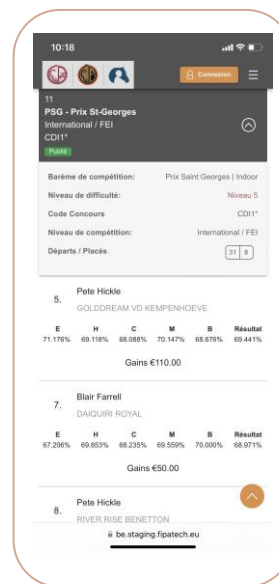 10:18
Connexion
11
PSG - Prix St-Georges
International / FEI
CDI1*
Publié
Barème de compétition: Prix Saint Georges | Indoor
Niveau de difficulté: Niveau 5
Code Concours CDI1*
Niveau de compétition: International / FEI
Départs / Placés 31 8
5. Pete Hickle
GOLDDREAM VD KEMPENHOEVE
E H C M B Résultat
71.176% 69.118% 68.088% 70.147% 68.676% 69.441%
Gains €110.00
7. Blair Farrell
DAIQUIRI ROYAL
E H C M B Résultat
67.206% 69.853% 68.235% 69.559% 70.000% 68.971%
Gains €50.00
8. Pete Hickle
RIVER RISE BENETTON
be.staging.fipatech.eu